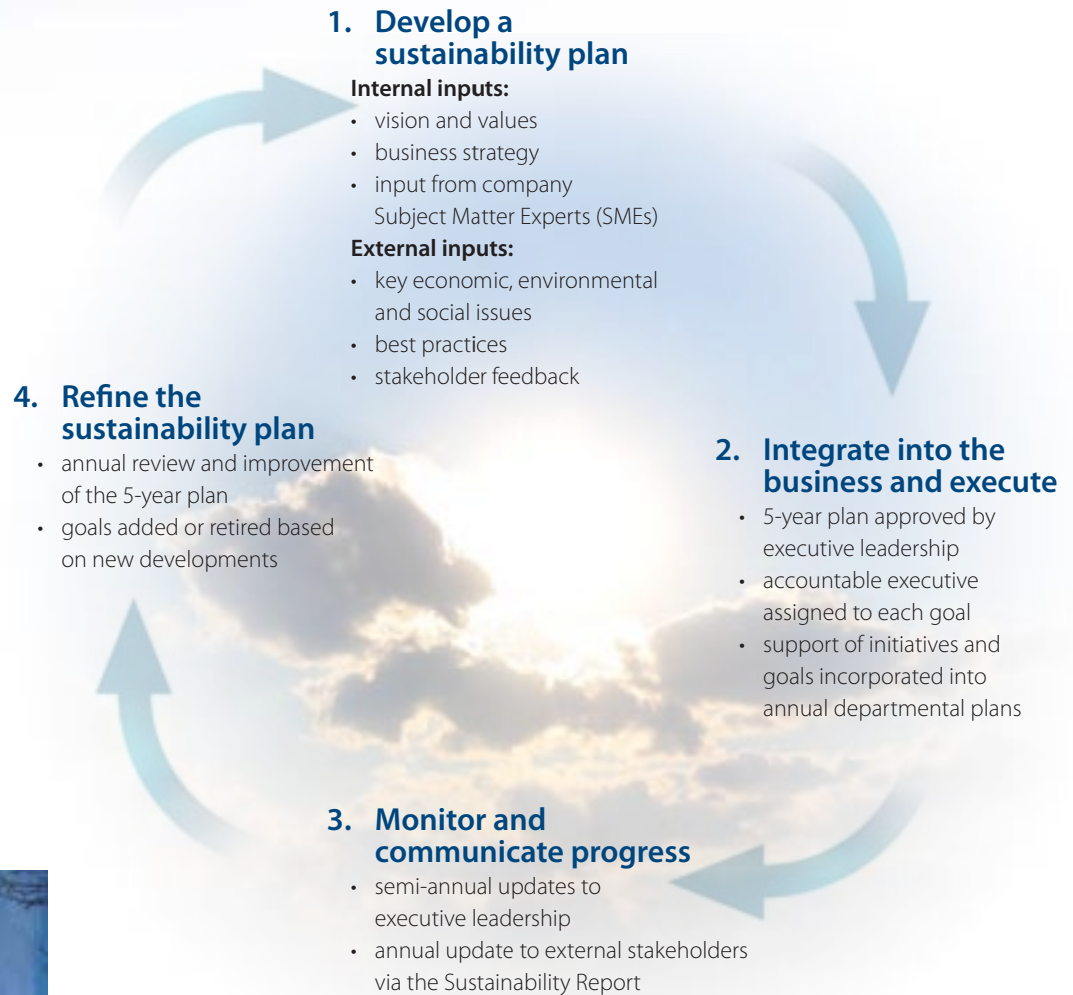 1. Develop a
sustainability plan
Internal inputs:
• vision and values
• business strategy
• input from company
Subject Matter Experts (SMEs)
External inputs:
• key economic, environmental
and social issues
• best practices
• stakeholder feedback
2. Integrate into the
business and execute
• 5-year plan approved by
executive leadership
• accountable executive
assigned to each goal
• support of initiatives and
goals incorporated into
annual departmental plans
3. Monitor and
communicate progress
• semi-annual updates to
executive leadership
• annual update to external stakeholders
via the Sustainability Report
4. Refine the
sustainability plan
• annual review and improvement
of the 5-year plan
• goals added or retired based
on new developments